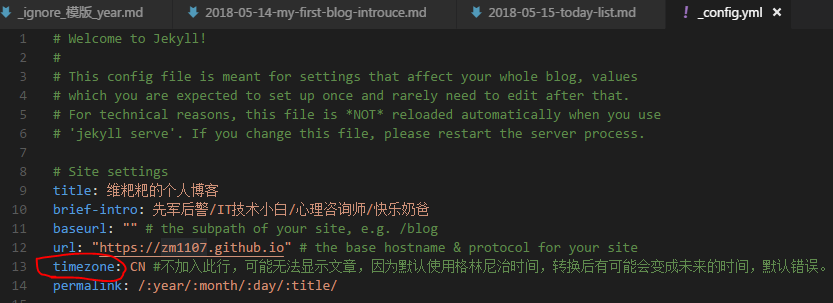 _ignore_模版_year.md 2018-05-14-my-first-blog-introuce.md 2018-05-15-today-list.md ! _config.yml ×
1 # Welcome to Jekyll!
2 #
3 # This config file is meant for settings that affect your whole blog, values
4 # which you are expected to set up once and rarely need to edit after that.
5 # For technical reasons, this file is *NOT* reloaded automatically when you use
6 # 'jekyll serve'. If you change this file, please restart the server process.
7
8 # Site settings
9 title: 维粑粑的个人博客
10 brief-intro: 先军后警/IT技术小白/心理咨询师/快乐奶爸
11 baseurl: "" # the subpath of your site, e.g. /blog
12 url: "https://zm1107.github.io" # the base hostname & protocol for your site
13 timezone: CN #不加入此行，可能无法显示文章，因为默认使用格林尼治时间，转换后有可能会变成未来的时间，默认错误。
14 permalink: /:year/:month/:day/:title/